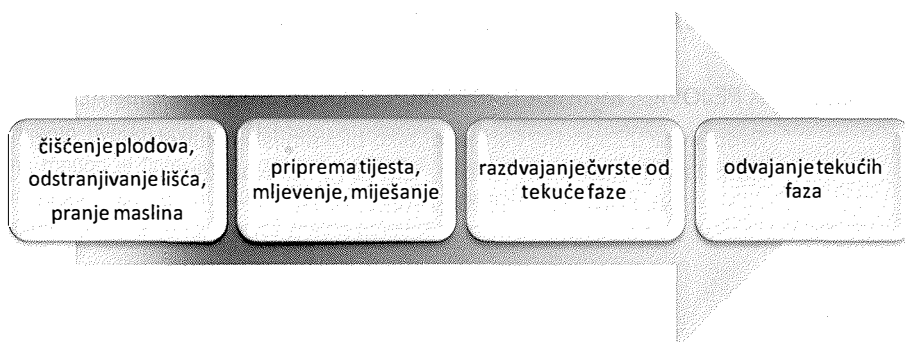 čišćenje plodova,
odstranjivanje lišća,
pranje maslina
priprema tijesta,
mljevenje, miješanje
razdvajanje čvrste od
tekuće faze
odvajanje tekućih
faza